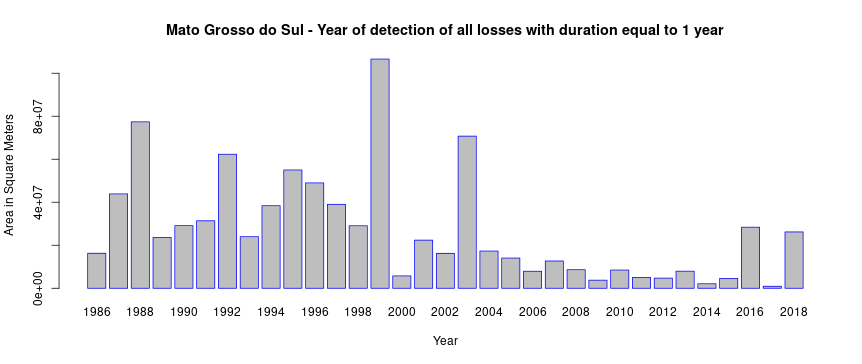 Mato Grosso do Sul - Year of detection of all losses with duration equal to 1 year
Area in Square Meters
8e+07
4e+07
0e+00
1986 1988 1990 1992 1994 1996 1998 2000 2002 2004 2006 2008 2010 2012 2014 2016 2018
Year